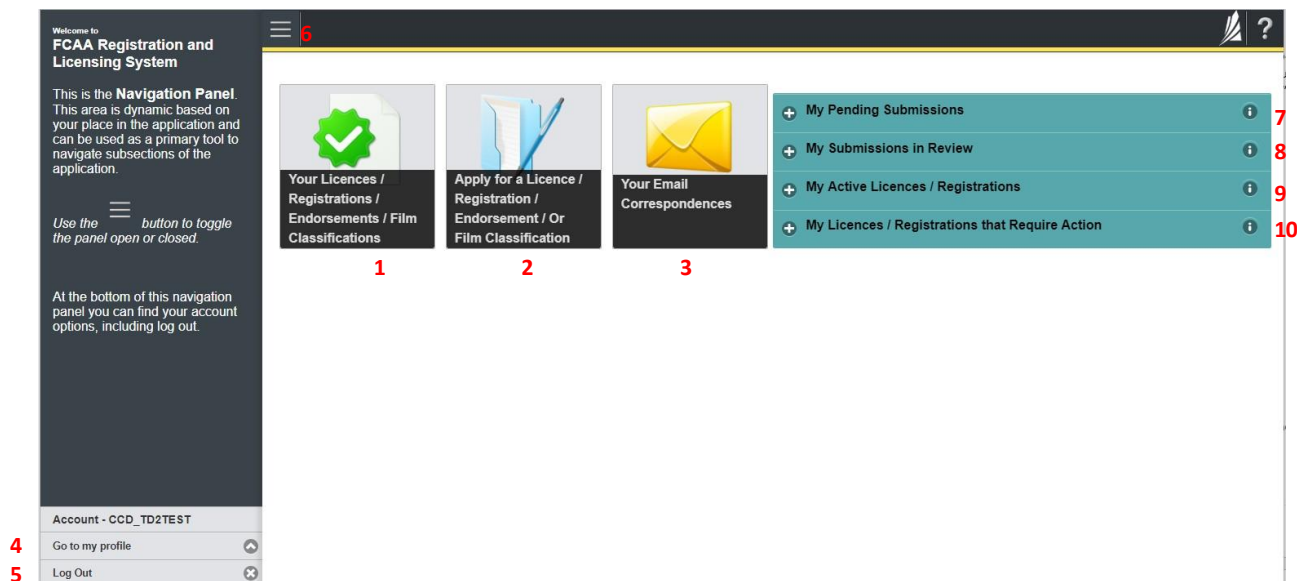 Welcome to
FCAA Registration and
Licensing System
This is the Navigation Panel.
This area is dynamic based on
your place in the application and
can be used as a primary tool to
navigate subsections of the
application.
Use the button to toggle
the panel open or closed.
At the bottom of this navigation
panel you can find your account
options, including log out.
Account - CCD_TD2TEST
4 Go to my profile
5 Log Out
6
?
Your Licences /
Registrations /
Endorsements / Film
Classifications
1
Apply for a Licence /
Registration /
Endorsement / Or
Film Classification
2
Your Email
Correspondences
3
My Pending Submissions 7
My Submissions in Review 8
My Active Licences / Registrations 9
My Licences / Registrations that Require Action 10